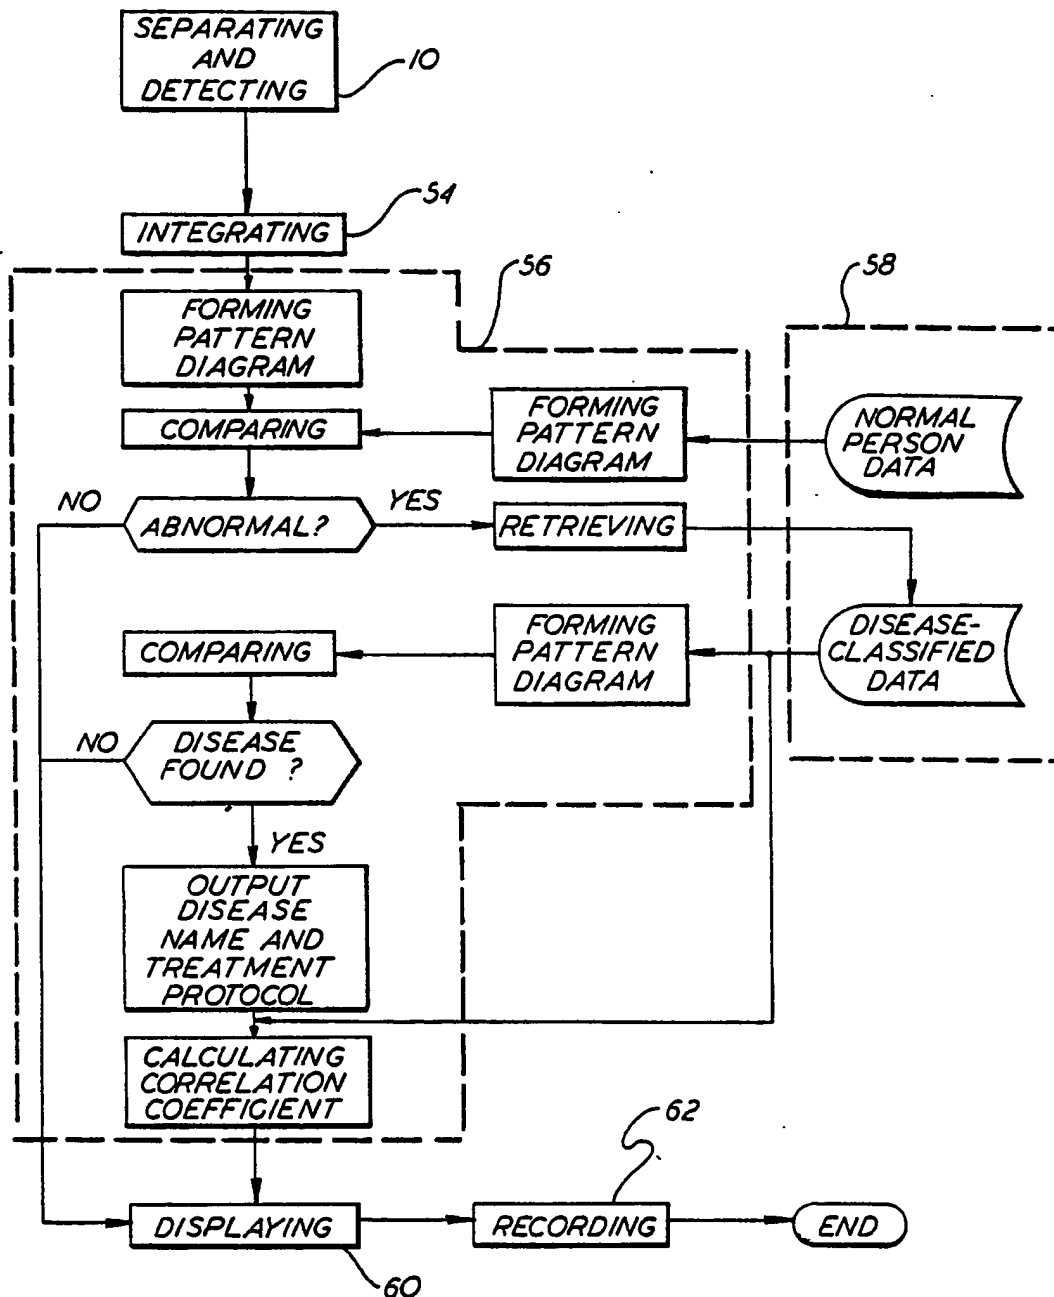 SEPARATING
AND
DETECTING
10
INTEGRATING
54
56
58
FORMING
PATTERN
DIAGRAM
COMPARING
FORMING
PATTERN
DIAGRAM
NORMAL
PERSON
DATA
NO
ABNORMAL?
YES
RETRIEVING
COMPARING
FORMING
PATTERN
DIAGRAM
DISEASE-
CLASSIFIED
DATA
NO
DISEASE
FOUND ?
YES
OUTPUT
DISEASE
NAME AND
TREATMENT
PROTOCOL
CALCULATING
CORRELATION
COEFFICIENT
62
DISPLAYING
RECORDING
END
60